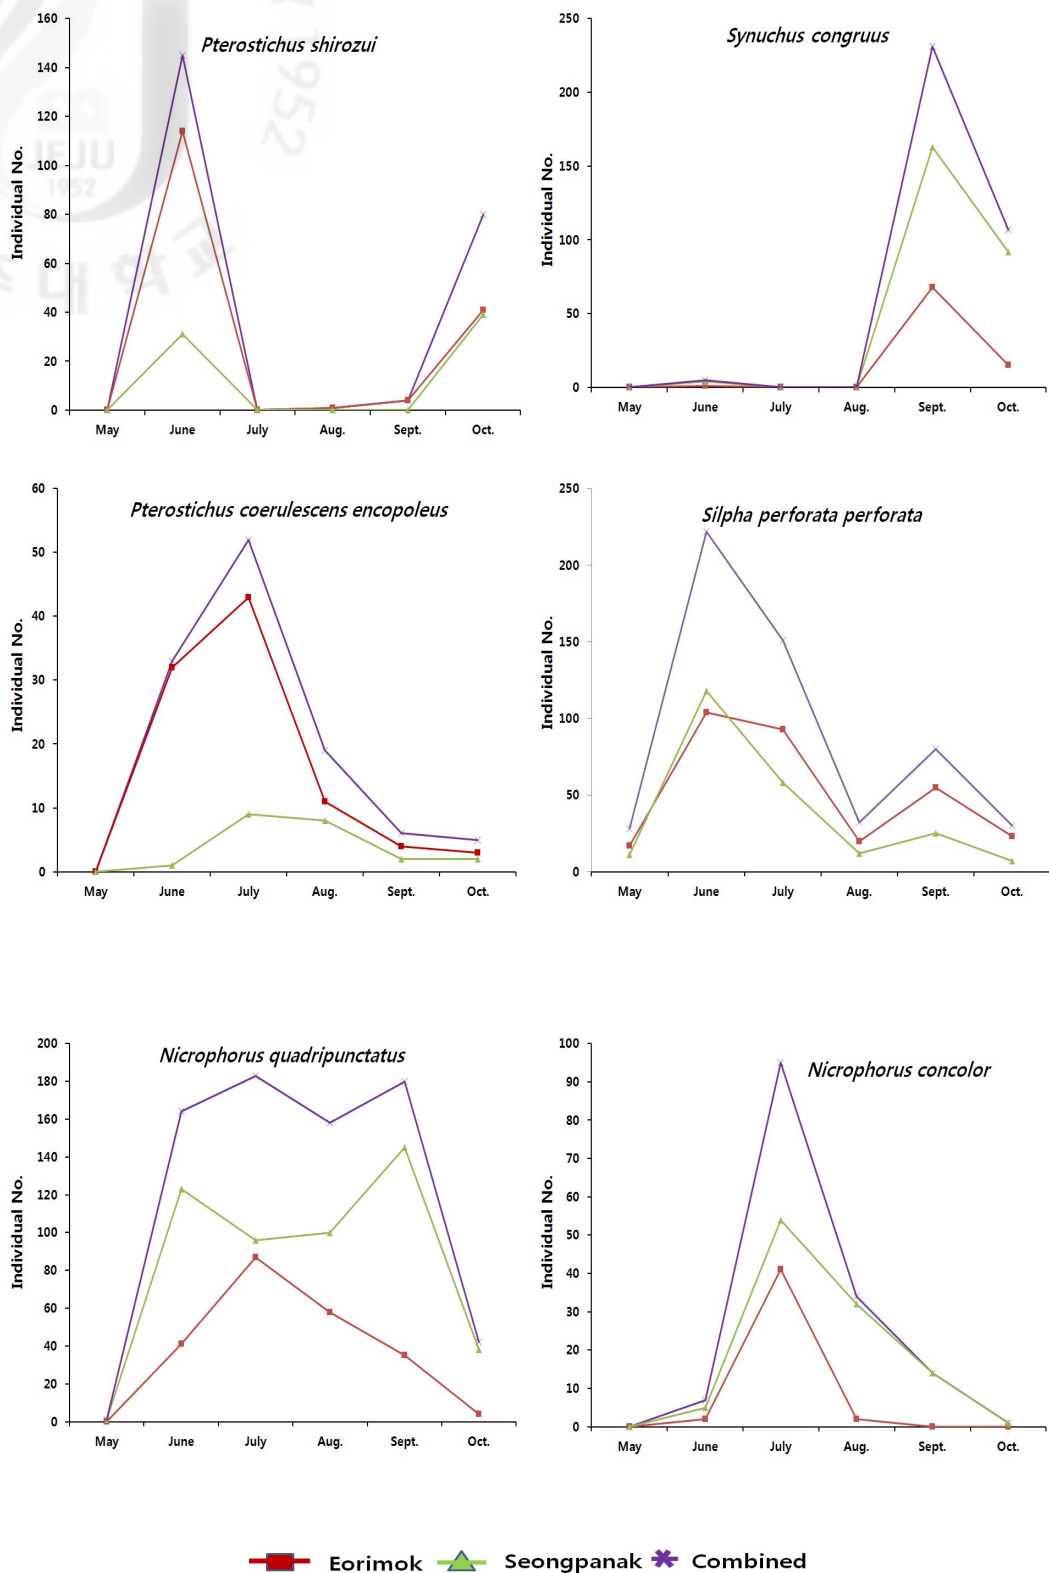 Pterostichus shirozui
Individual No.
160
140
120
100
80
60
40
20
0
May June July Aug. Sept. Oct.
JEJU
1952
1952
Synuchus congruus
Individual No.
250
200
150
100
50
0
May June July Aug. Sept. Oct.
Pterostichus coerulescens encopoleus
Individual No.
60
50
40
30
20
10
0
May June July Aug. Sept. Oct.
Silpha perforata perforata
Individual No.
250
200
150
100
50
0
May June July Aug. Sept. Oct.
Nicrophorus quadripunctatus
Individual No.
200
180
160
140
120
100
80
60
40
20
0
May June July Aug. Sept. Oct.
Nicrophorus concolor
Individual No.
100
90
80
70
60
50
40
30
20
10
0
May June July Aug. Sept. Oct.
Eorimok Seongpanak Combined